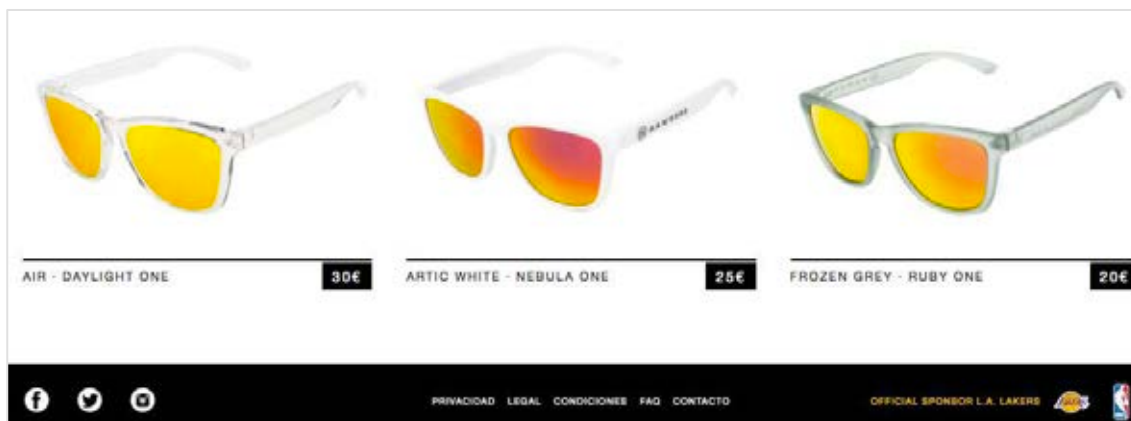 AIR - DAYLIGHT ONE
30€
ARTIC WHITE - NEBULA ONE
25€
FROZEN GREY - RUBY ONE
20€
PRIVACIDAD LEGAL CONDICIONES FAQ CONTACTO
OFFICIAL SPONSOR L.A. LAKERS